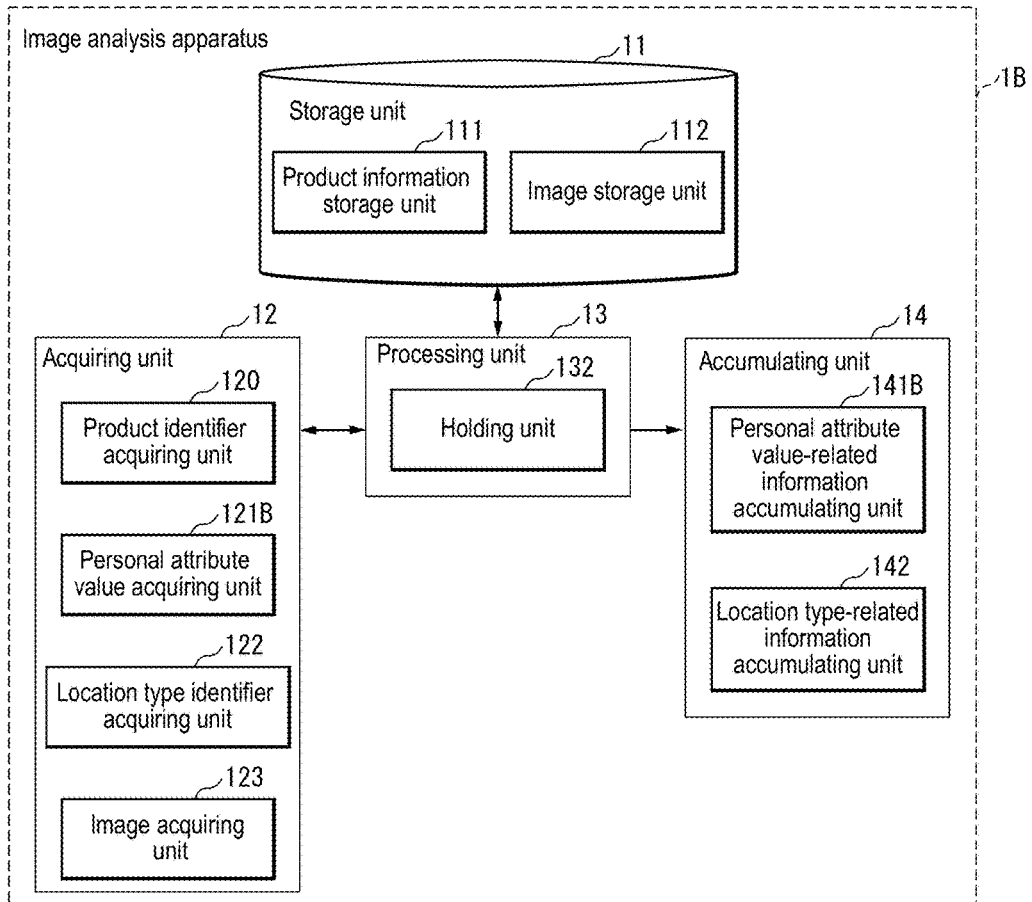 Image analysis apparatus
1B
11
Storage unit
111
112
Product information
storage unit
Image storage unit
12
Acquiring unit
120
Product identifier
acquiring unit
121B
Personal attribute
value acquiring unit
122
Location type identifier
acquiring unit
123
Image acquiring
unit
13
Processing unit
132
Holding unit
14
Accumulating unit
141B
Personal attribute
value-related
information
accumulating unit
142
Location type-related
information
accumulating unit